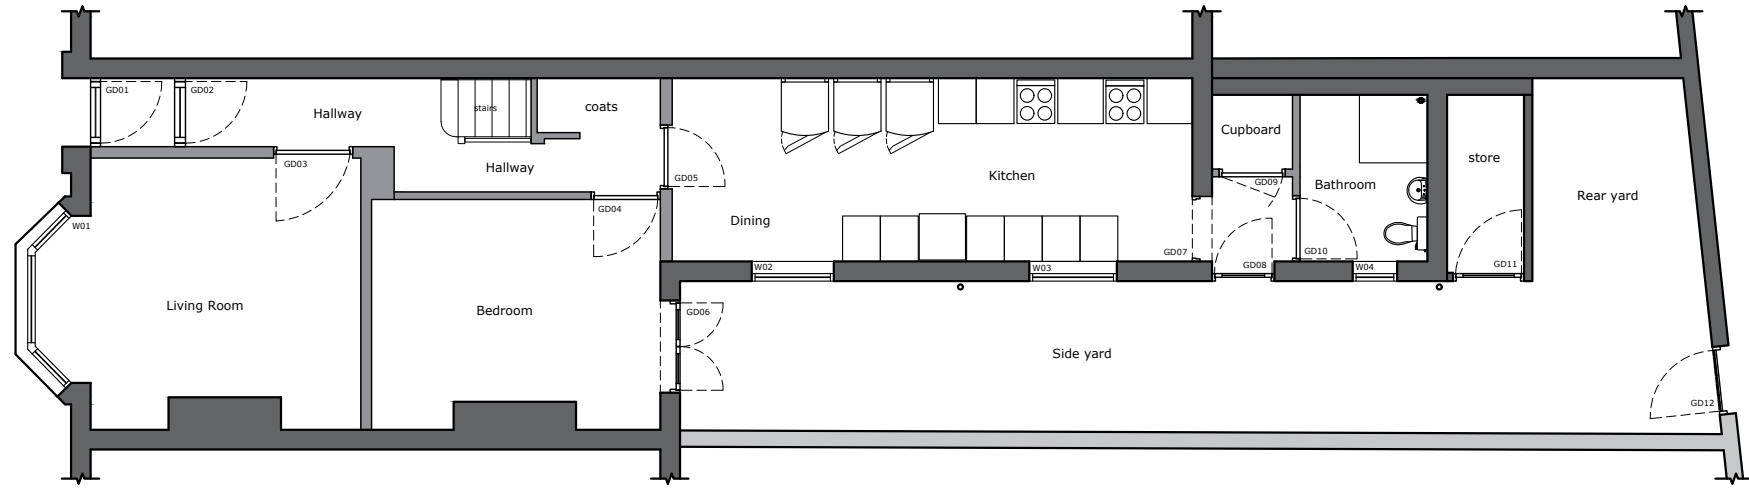 GD01
GD02
Hallway
stairs
coats
Hallway
GD03
GD04
GD05
Dining
Kitchen
Cupboard
GD09
Bathroom
store
Rear yard
W01
Living Room
Bedroom
GD06
W02
W03
GD07
GD08
GD10
W04
GD11
Side yard
GD12